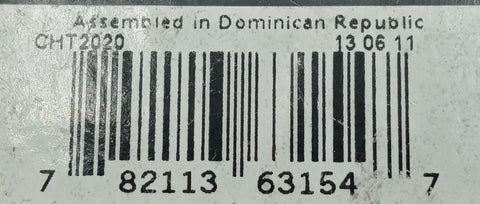 Assembled in Dominican Republic
CHT2020 13 06 11
7 82113 63154 7